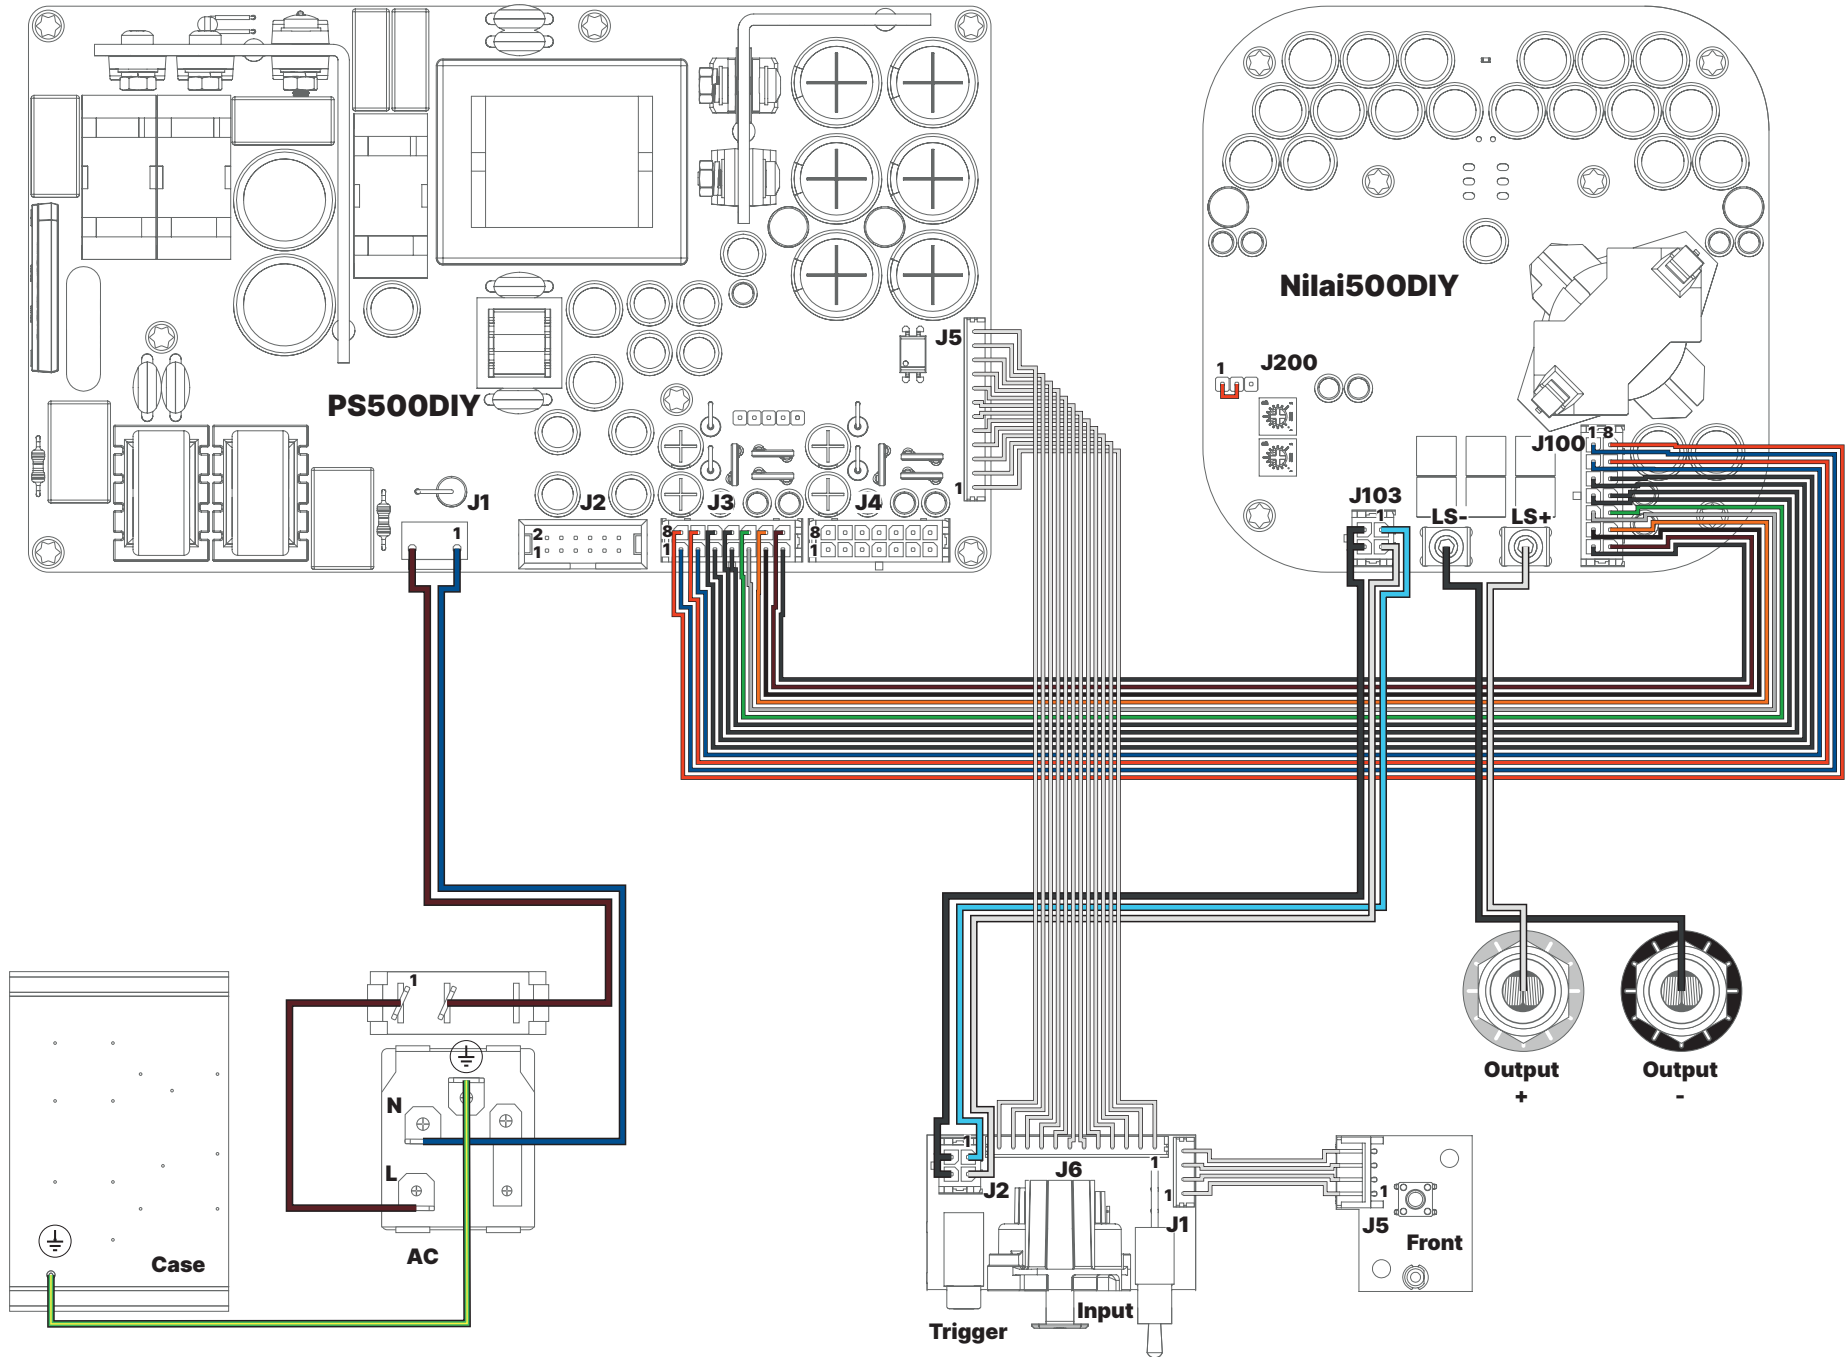 Nilai500DIY
J5
1
J200
PS500DIY
J100
1 8
J1
J2
J3
J4
1
J103
1
LS-
LS+
1
2
1
8
1
8
1
Output
+
Output
-
1
N
L
AC
Case
1
J2
J6
1
1
J1
1
J5
Front
Input
Trigger